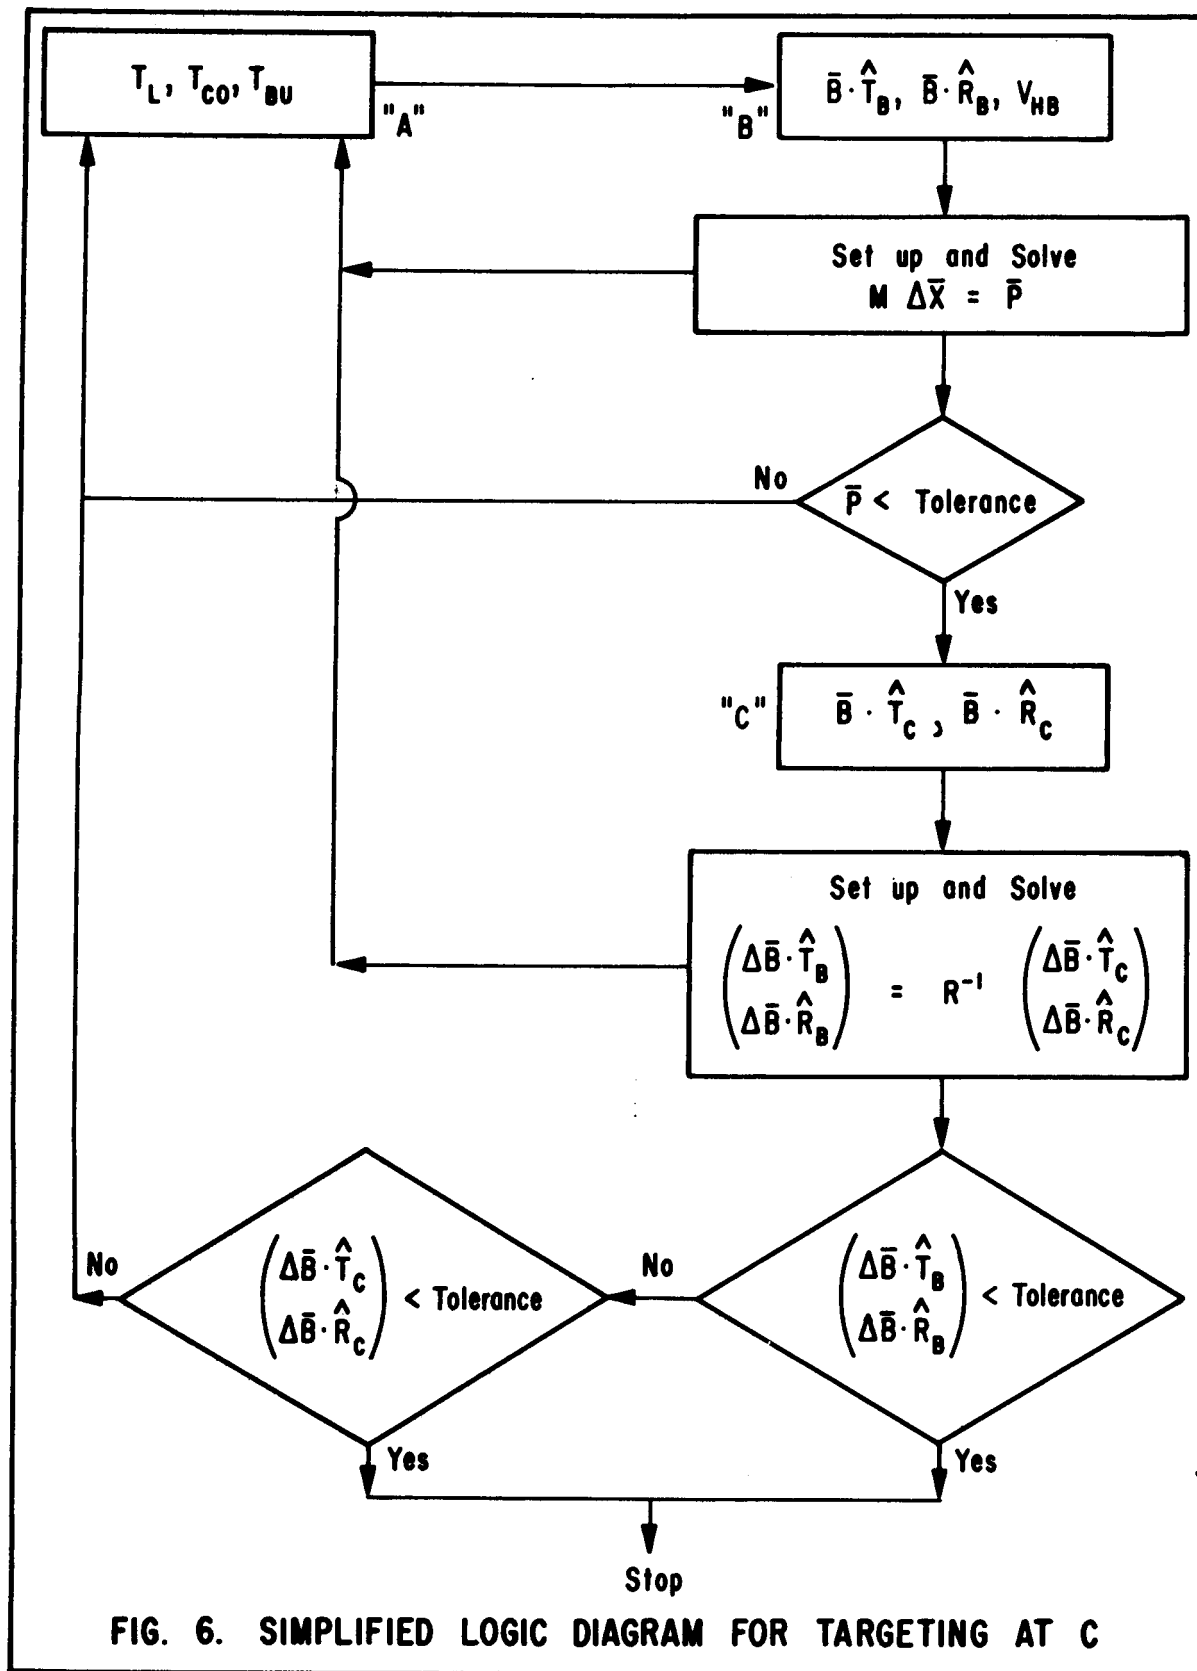 T_L, T_CO, T_BU
"A"
"B"
B̄ · T̂_B, B̄ · R̂_B, V_HB
Set up and Solve
M ΔX̄ = P̄
No
P̄ < Tolerance
Yes
"C"
B̄ · T̂_C, B̄ · R̂_C
Set up and Solve
(ΔB̄ · T̂_B) = R⁻¹ (ΔB̄ · T̂_C)
(ΔB̄ · R̂_B) (ΔB̄ · R̂_C)
No
(ΔB̄ · T̂_C) < Tolerance
(ΔB̄ · R̂_C)
No
(ΔB̄ · T̂_B) < Tolerance
(ΔB̄ · R̂_B)
Yes
Yes
Stop
FIG. 6. SIMPLIFIED LOGIC DIAGRAM FOR TARGETING AT C